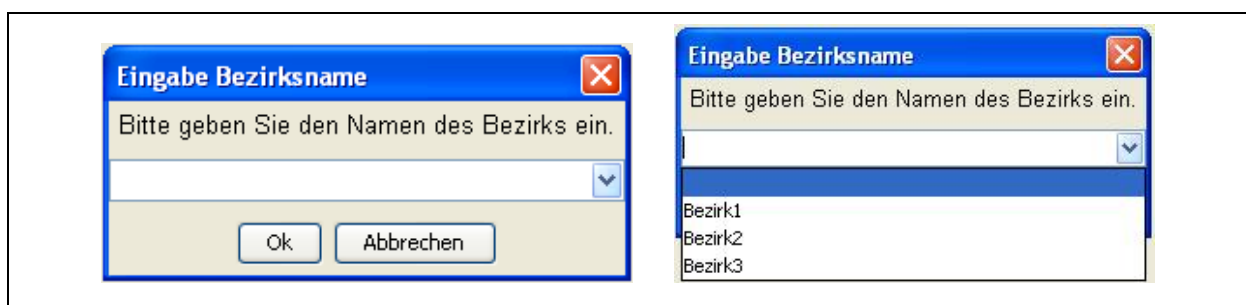 Eingabe Bezirksname
Bitte geben Sie den Namen des Bezirks ein.
Ok Abbrechen
Eingabe Bezirksname
Bitte geben Sie den Namen des Bezirks ein.
Bezirk1
Bezirk2
Bezirk3